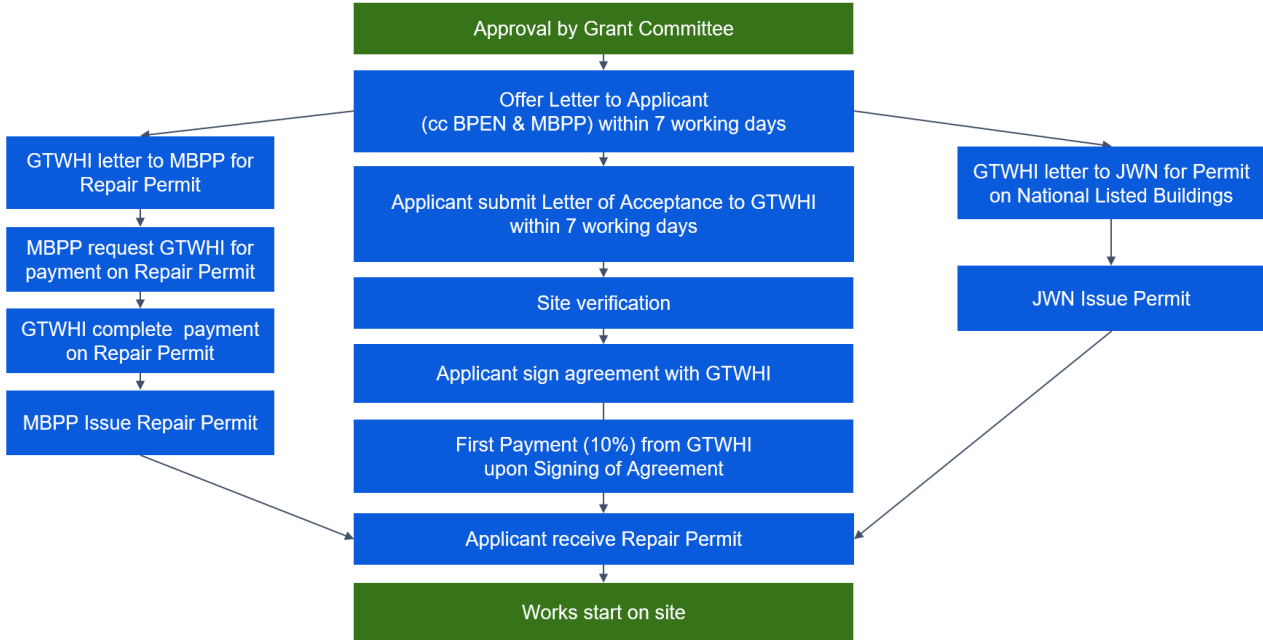 Approval by Grant Committee
Offer Letter to Applicant
(cc BPEN & MBPP) within 7 working days
GTWHI letter to MBPP for
Repair Permit
MBPP request GTWHI for
payment on Repair Permit
GTWHI complete payment
on Repair Permit
MBPP Issue Repair Permit
Applicant submit Letter of Acceptance to GTWHI
within 7 working days
Site verification
Applicant sign agreement with GTWHI
First Payment (10%) from GTWHI
upon Signing of Agreement
GTWHI letter to JWN for Permit
on National Listed Buildings
JWN Issue Permit
Applicant receive Repair Permit
Works start on site